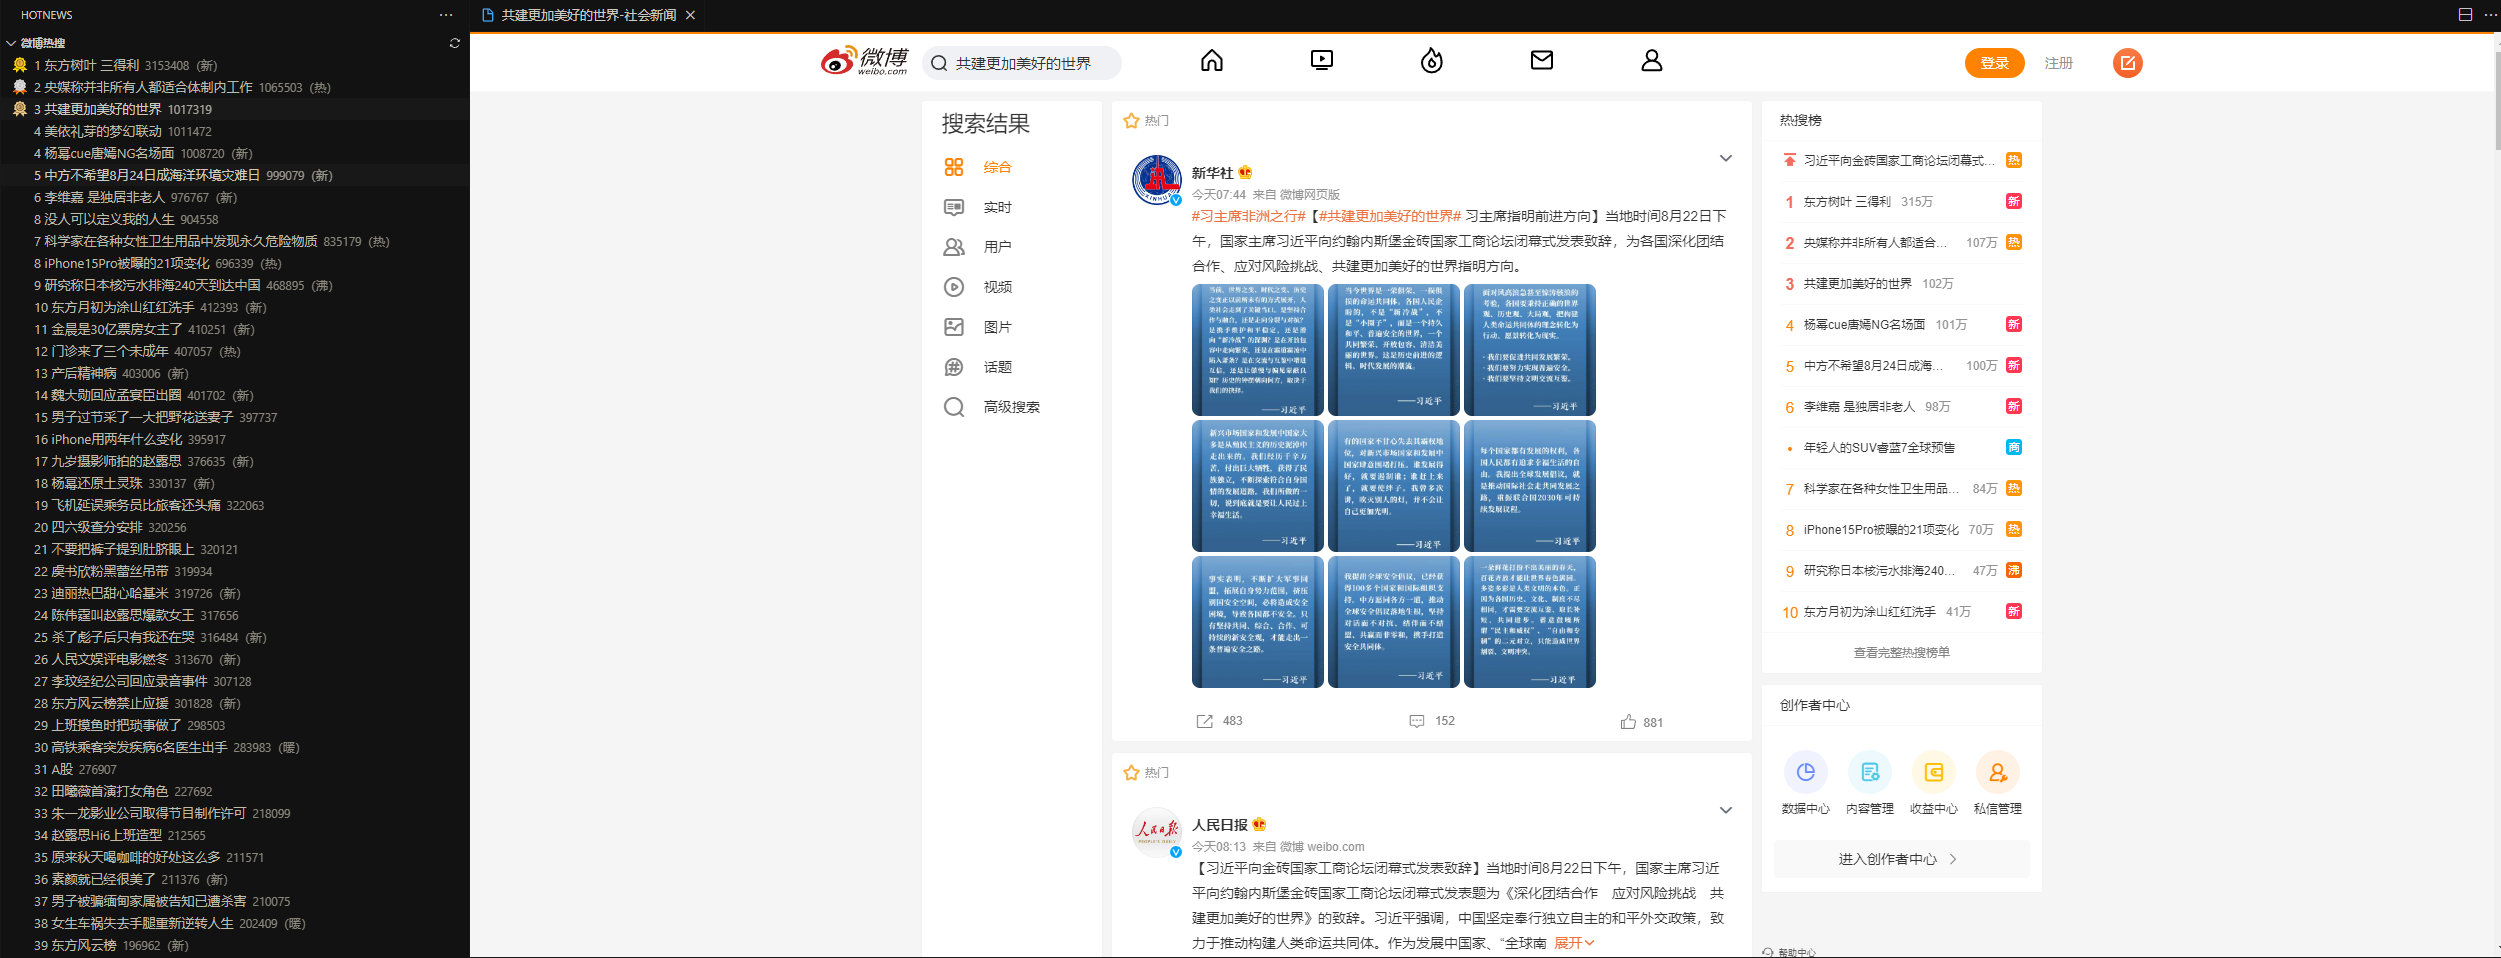 HOTNEWS
微博热搜
1 东方树叶 三得利 3153408 (新)
2 央媒称并非所有人都适合体制内工作 1065503 (热)
3 共建更加美好的世界 1017319
4 美依礼芽的梦幻联动 1011472
4 杨幂cue唐嫣NG名场面 1008720 (新)
5 中方不希望8月24日成海洋环境灾难日 999079 (新)
6 李维嘉 是独居非老人 976767 (新)
8 没人可以定义我的人生 904558
7 科学家在各种女性卫生用品中发现永久危险物质 835179 (热)
8 iPhone15Pro被曝的21项变化 696339 (热)
9 研究称日本核污水排海240天到达中国 468895 (沸)
10 东方月初为涂山红红洗手 412393 (新)
11 金晨是30亿票房女主了 410251 (新)
12 门诊来了三个未成年 407057 (热)
13 产后精神病 403006 (新)
14 魏大勋回应孟宴臣出圈 401702 (新)
15 男子过节采了一大把野花送妻子 397737
16 iPhone用两年什么变化 395917
17 九岁摄影师拍的赵露思 376635 (新)
18 杨幂还原土灵珠 330137 (新)
19 飞机延误乘务员比旅客还头痛 322063
20 四六级查分安排 320256
21 不要把裤子提到肚脐眼上 320121
22 虞书欣粉黑蕾丝吊带 319934
23 迪丽热巴甜心哈基米 319726 (新)
24 陈伟霆叫赵露思爆款女王 317656
25 杀了彪子后只有我还在哭 316484 (新)
26 人民文娱评电影燃冬 313670 (新)
27 李玟经纪公司回应录音事件 307128
28 东方风云榜禁止应援 301828 (新)
29 上班摸鱼时把琐事做了 298503
30 高铁乘客突发疾病6名医生出手 283983 (暖)
31 A股 276907
32 田曦薇首演打女角色 227692
33 朱一龙影业公司取得节目制作许可 218099
34 赵露思Hi6上班造型 212565
35 原来秋天喝咖啡的好处这么多 211571
36 素颜就已经很美了 211376 (新)
37 男子被骗缅甸家属被告知已遭杀害 210075
38 女生车祸失去手腿重新逆转人生 202409 (暖)
39 东方风云榜 196962 (新)
共建更加美好的世界-社会新闻
微博
weibo.com
共建更加美好的世界
登录
注册
搜索结果
综合
实时
用户
视频
图片
话题
高级搜索
热门
新华社
今天07:44 来自 微博网页版
#习主席非洲之行#【#共建更加美好的世界# 习主席指明前进方向】当地时间8月22日下
午，国家主席习近平向约翰内斯堡金砖国家工商论坛闭幕式发表致辞，为各国深化团结
合作、应对风险挑战、共建更加美好的世界指明方向。
——习近平
——习近平
——习近平
——习近平
——习近平
——习近平
——习近平
——习近平
——习近平
483
152
881
热门
人民日报
今天08:13 来自 微博 weibo.com
【习近平向金砖国家工商论坛闭幕式发表致辞】当地时间8月22日下午，国家主席习近
平向约翰内斯堡金砖国家工商论坛闭幕式发表题为《深化团结合作 应对风险挑战 共
建更加美好的世界》的致辞。习近平强调，中国坚定奉行独立自主的和平外交政策，致
力于推动构建人类命运共同体。作为发展中国家、“全球南 展开
热搜榜
习近平向金砖国家工商论坛闭幕式... 热
1 东方树叶 三得利 315万 新
2 央媒称并非所有人都适合... 107万 热
3 共建更加美好的世界 102万
4 杨幂cue唐嫣NG名场面 101万 新
5 中方不希望8月24日成海... 100万 新
6 李维嘉 是独居非老人 98万 新
• 年轻人的SUV睿蓝7全球预售 商
7 科学家在各种女性卫生用品... 84万 热
8 iPhone15Pro被曝的21项变化 70万 热
9 研究称日本核污水排海240... 47万 沸
10 东方月初为涂山红红洗手 41万 新
查看完整热搜榜单
创作者中心
数据中心
内容管理
收益中心
私信管理
进入创作者中心
帮助中心